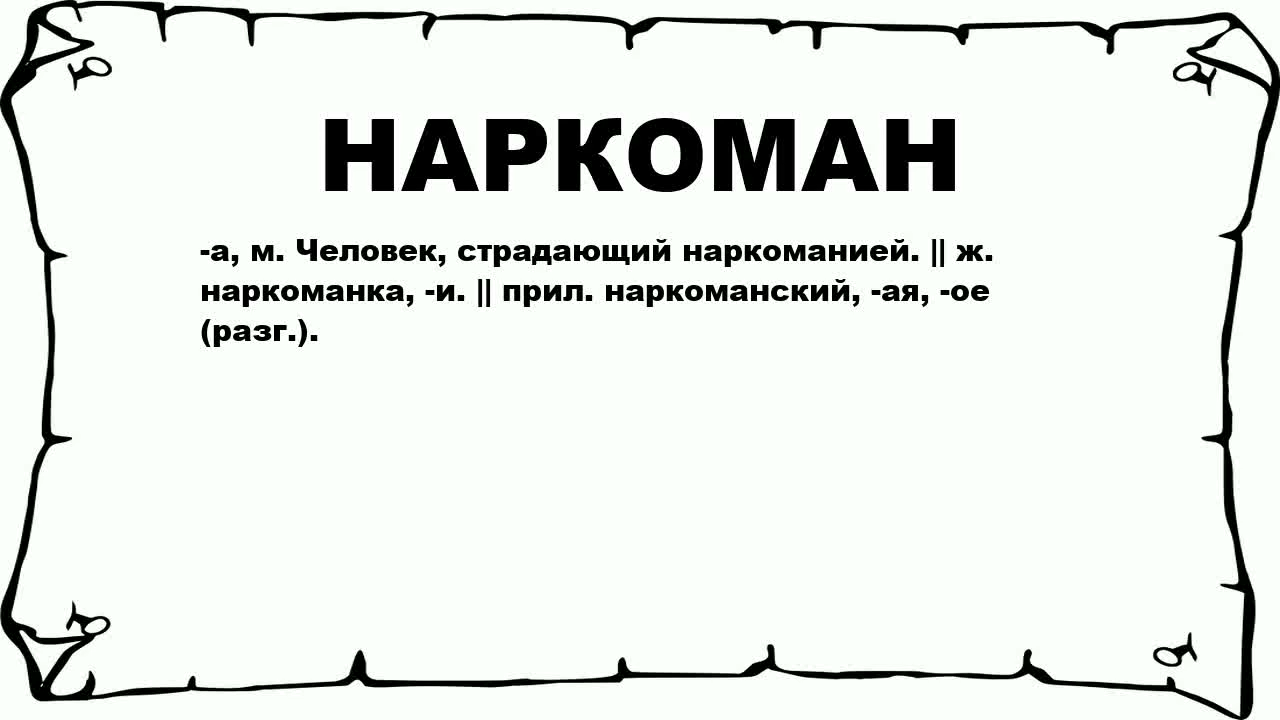 НАРКОМАН
-а, м. Человек, страдающий наркоманией. || ж.
наркоманка, -и. || прил. наркоманский, -ая, -ое
(разг.).